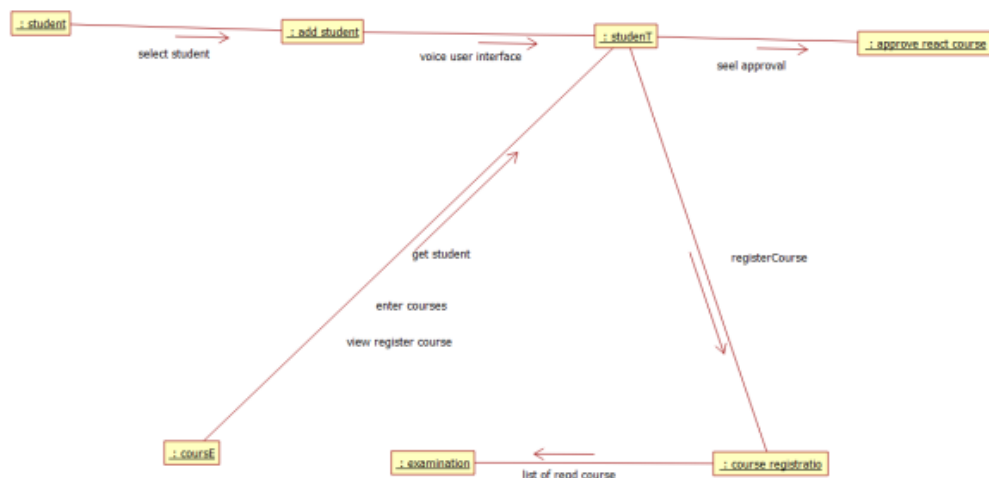 : student
: add student
: studenT
: approve react course
select student
voice user interface
seel approval
get student
registerCourse
enter courses
view register course
: coursE
: examination
: course registratio
list of regd course